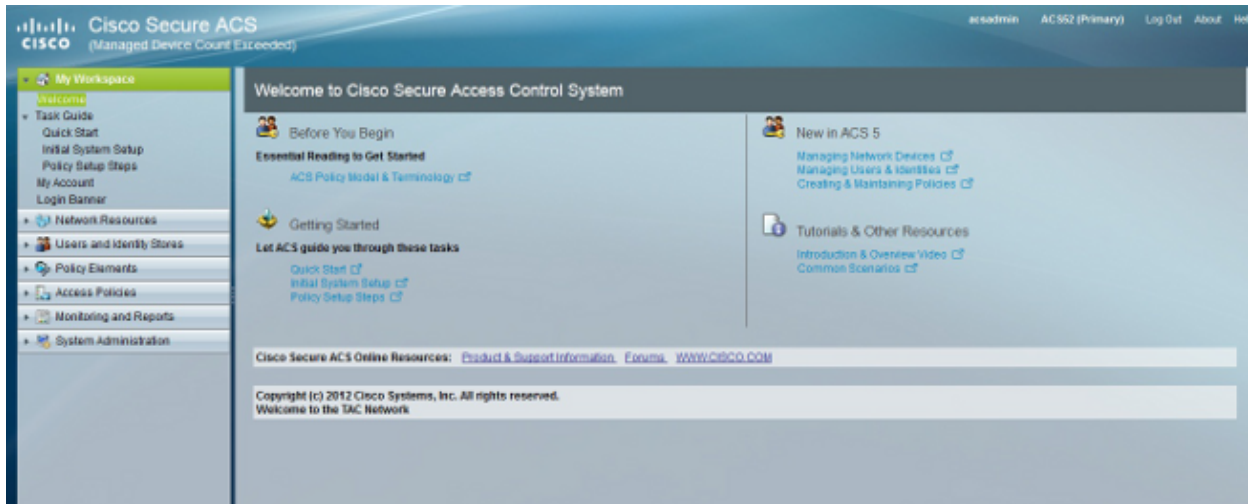 Cisco Secure ACS
CISCO (Managed Device Count Exceeded)
acsadmin ACS52 (Primary) Log Out About Hel
My Workspace
Welcome
Task Guide
Quick Start
Initial System Setup
Policy Setup Steps
My Account
Login Banner
Network Resources
Users and Identity Stores
Policy Elements
Access Policies
Monitoring and Reports
System Administration
Welcome to Cisco Secure Access Control System
Before You Begin
Essential Reading to Get Started
ACS Policy Model & Terminology
Getting Started
Let ACS guide you through these tasks
Quick Start
Initial System Setup
Policy Setup Steps
New in ACS 5
Managing Network Devices
Managing Users & Identities
Creating & Maintaining Policies
Tutorials & Other Resources
Introduction & Overview Video
Common Scenarios
Cisco Secure ACS Online Resources: Product & Support Information Forums WWW.CISCO.COM
Copyright (c) 2012 Cisco Systems, Inc. All rights reserved.
Welcome to the TAC Network